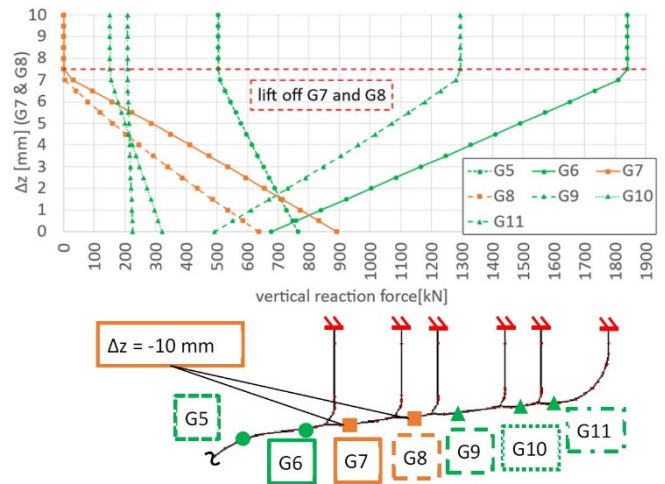 10
9
8
7
6
5
4
3
2
1
0
Δz [mm] (G7 & G8)
lift off G7 and G8
G5 G6 G7
G8 G9 G10
G11
0 100 200 300 400 500 600 700 800 900 1000 1100 1200 1300 1400 1500 1600 1700 1800 1900
vertical reaction force[kN]
Δz = -10 mm
G5
G6
G7
G8
G9
G10
G11